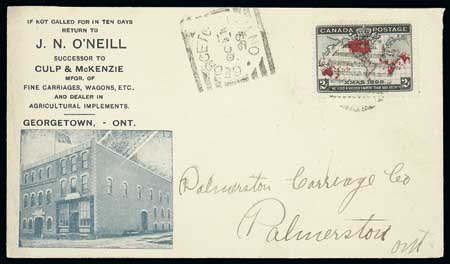 IF NOT CALLED FOR IN TEN DAYS
RETURN TO
J. N. O'NEILL
SUCCESSOR TO
CULP & MCKENZIE
MFGR. OF
FINE CARRIAGES, WAGONS, ETC.
AND DEALER IN
AGRICULTURAL IMPLEMENTS.
GEORGETOWN, - ONT.
CANADA POSTAGE
2 XMAS 1898 2
Palmerston Carriage Co
Palmerston
Ont